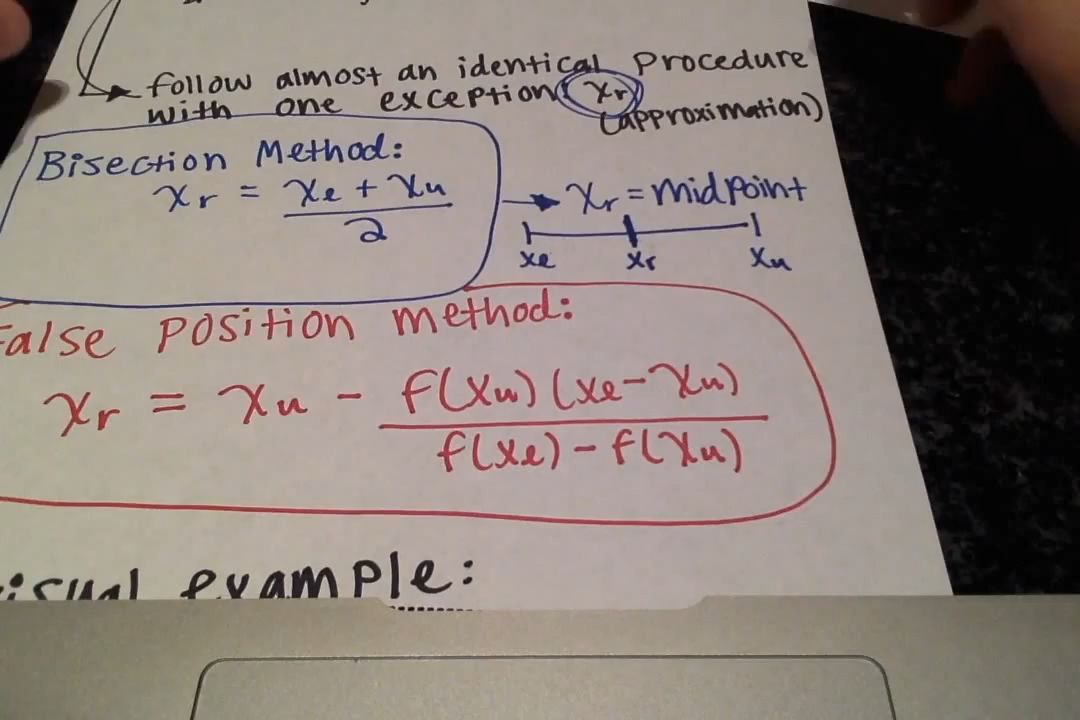 follow almost an identical procedure
with one exception (xr)
(approximation)
Bisection Method:
xr = xe + xu
2
→ xr = midpoint
xe xr xu
False Position method:
xr = xu - f(xu)(xe-xu)
f(xe) - f(xu)
visual example: